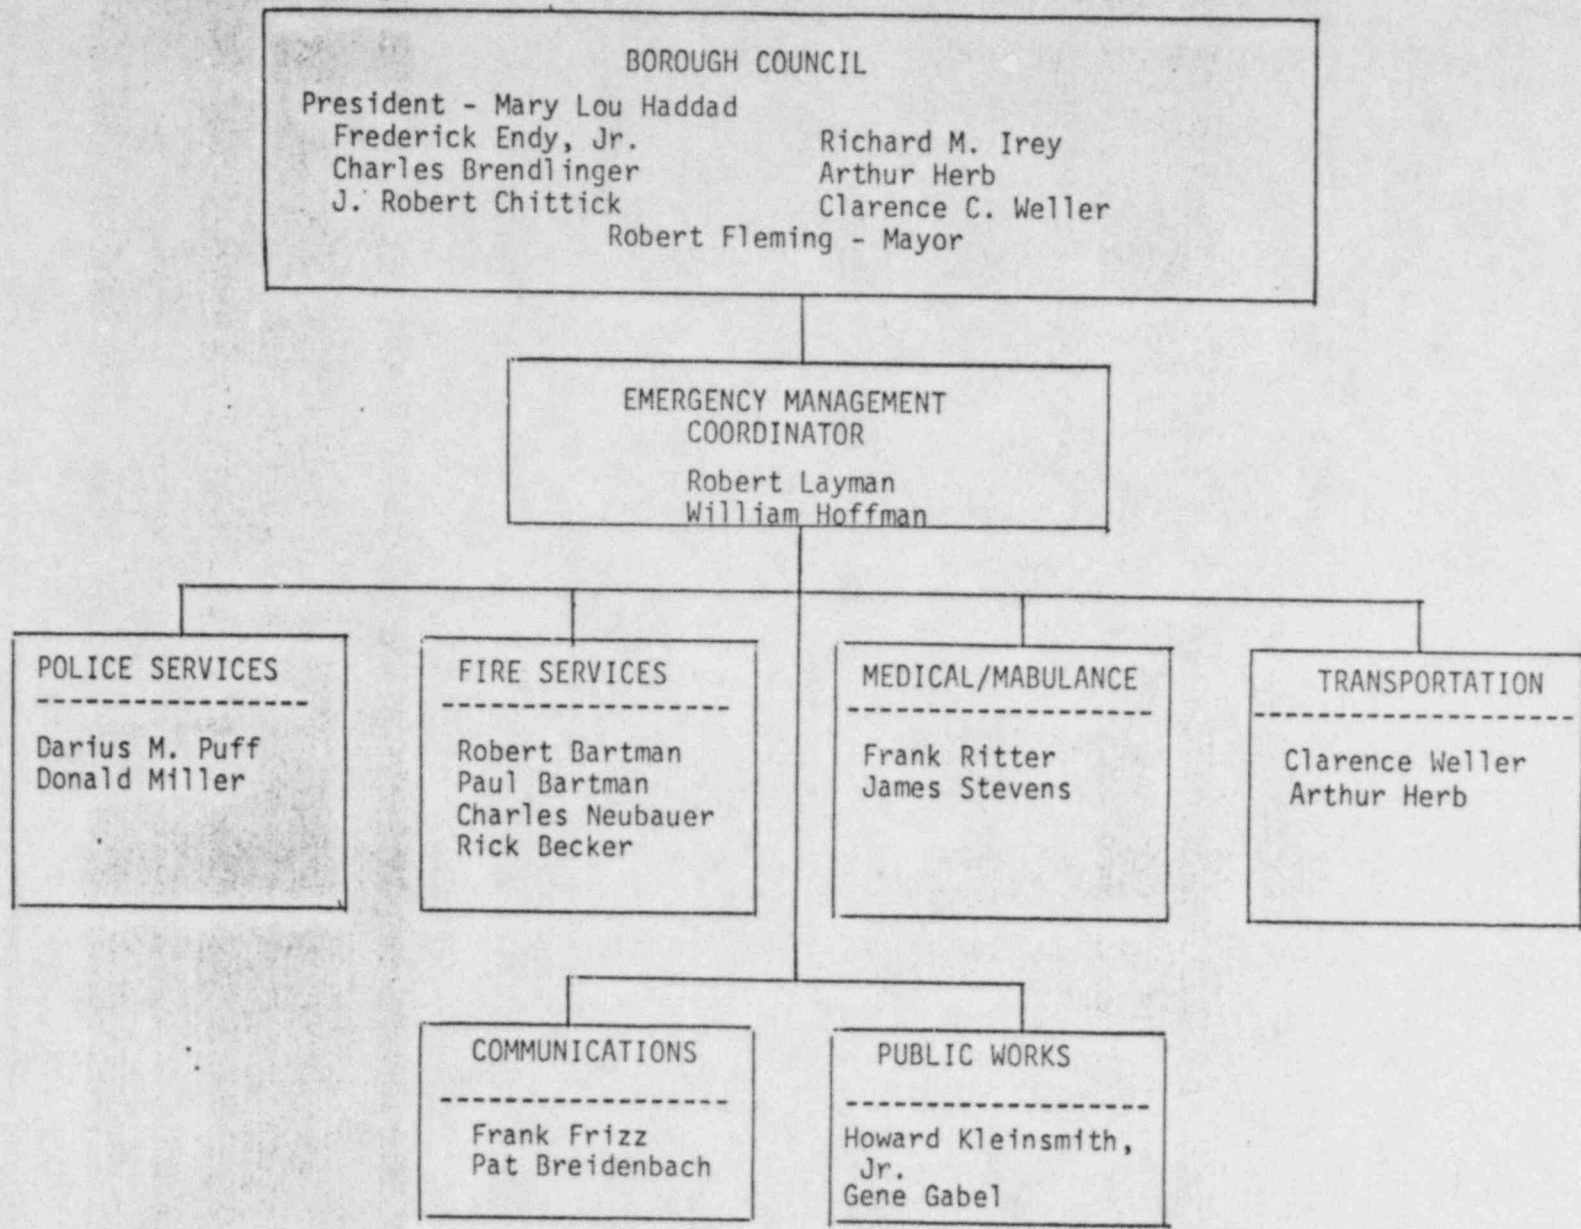 BOROUGH COUNCIL
President - Mary Lou Haddad
Frederick Endy, Jr.
Charles Brendlinger
J. Robert Chittick
Richard M. Irey
Arthur Herb
Clarence C. Weller
Robert Fleming - Mayor
EMERGENCY MANAGEMENT
COORDINATOR
Robert Layman
William Hoffman
POLICE SERVICES
-----------------
Darius M. Puff
Donald Miller
FIRE SERVICES
------------------
Robert Bartman
Paul Bartman
Charles Neubauer
Rick Becker
MEDICAL/MABULANCE
-------------------
Frank Ritter
James Stevens
TRANSPORTATION
--------------------
Clarence Weller
Arthur Herb
COMMUNICATIONS
------------------
Frank Frizz
Pat Breidenbach
PUBLIC WORKS
-------------------
Howard Kleinsmith,
Jr.
Gene Gabel